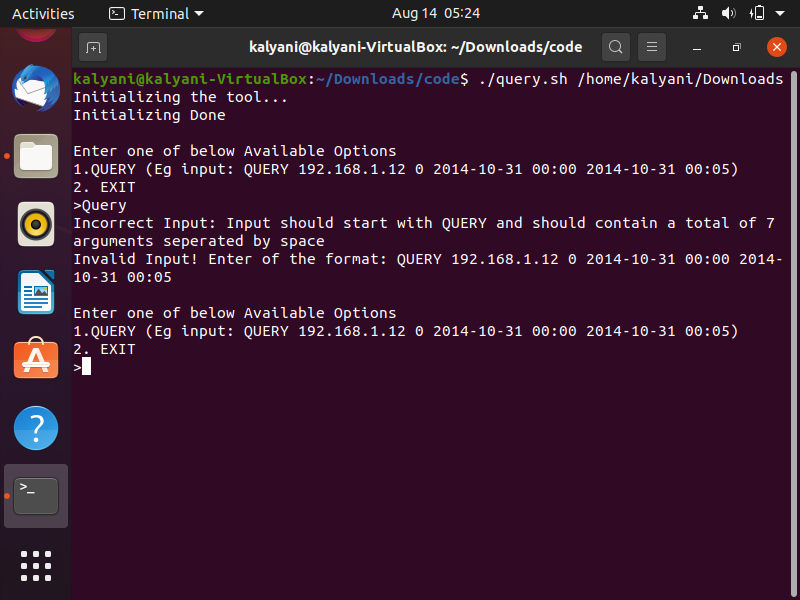 Activities Terminal Aug 14 05:24
kalyani@kalyani-VirtualBox: ~/Downloads/code
kalyani@kalyani-VirtualBox:~/Downloads/code$ ./query.sh /home/kalyani/Downloads
Initializing the tool...
Initializing Done
Enter one of below Available Options
1.QUERY (Eg input: QUERY 192.168.1.12 0 2014-10-31 00:00 2014-10-31 00:05)
2. EXIT
>Query
Incorrect Input: Input should start with QUERY and should contain a total of 7
arguments seperated by space
Invalid Input! Enter of the format: QUERY 192.168.1.12 0 2014-10-31 00:00 2014-
10-31 00:05
Enter one of below Available Options
1.QUERY (Eg input: QUERY 192.168.1.12 0 2014-10-31 00:00 2014-10-31 00:05)
2. EXIT
>